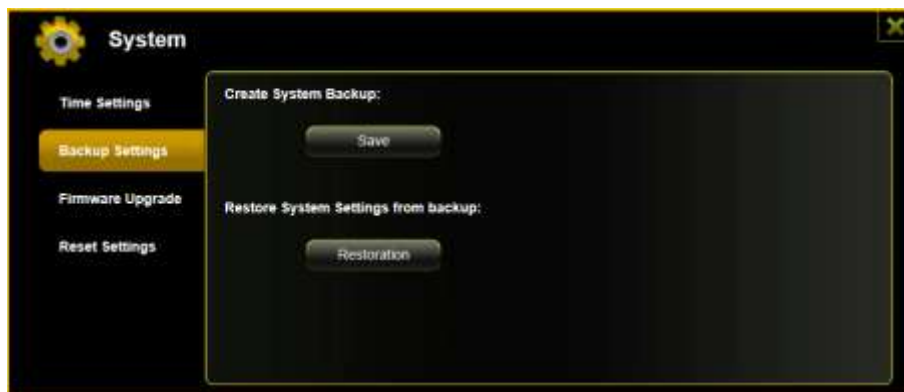 System
Time Settings
Backup Settings
Firmware Upgrade
Reset Settings
Create System Backup:
Save
Restore System Settings from backup:
Restoration